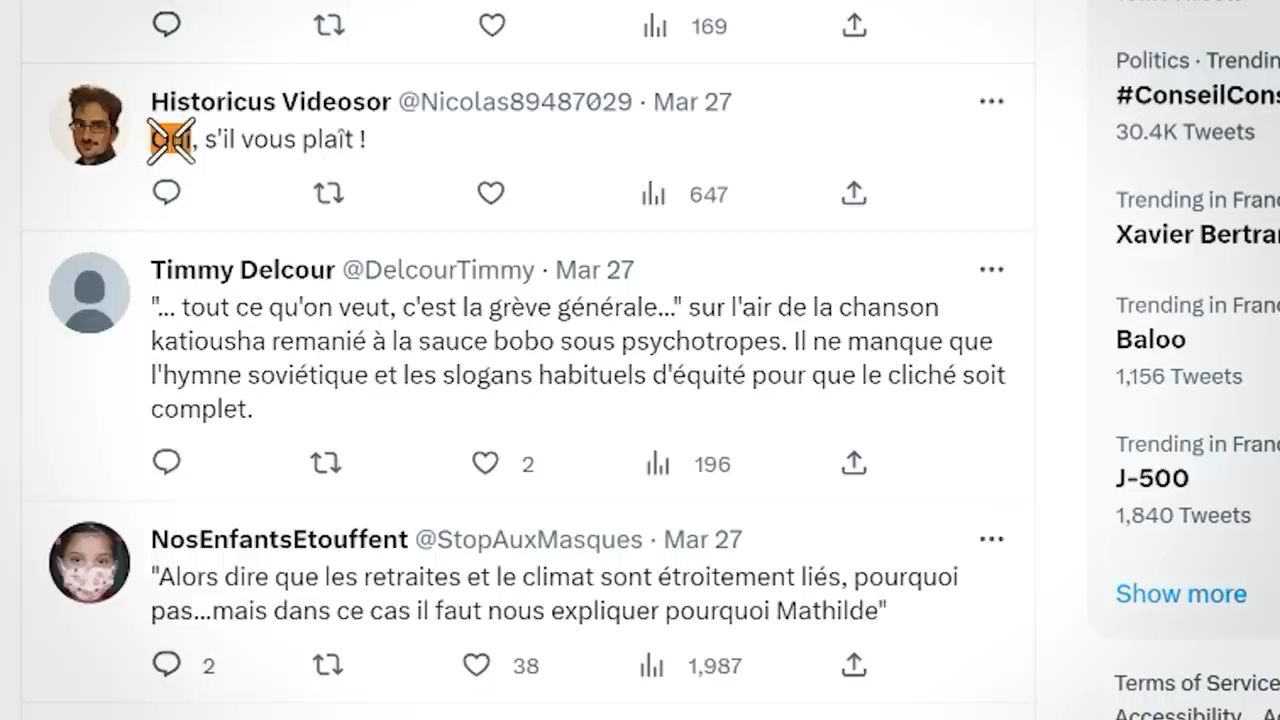 169
Historicus Videosor @Nicolas89487029 · Mar 27
Oui, s'il vous plaît !
647
Timmy Delcour @DelcourTimmy · Mar 27
"... tout ce qu'on veut, c'est la grève générale..." sur l'air de la chanson
katiousha remanié à la sauce bobo sous psychotropes. Il ne manque que
l'hymne soviétique et les slogans habituels d'équité pour que le cliché soit
complet.
2 196
NosEnfantsEtouffent @StopAuxMasques · Mar 27
"Alors dire que les retraites et le climat sont étroitement liés, pourquoi
pas...mais dans ce cas il faut nous expliquer pourquoi Mathilde"
2 38 1,987
Politics · Trendin
#ConseilCons
30.4K Tweets
Trending in Franc
Xavier Bertra
Trending in Franc
Baloo
1,156 Tweets
Trending in Franc
J-500
1,840 Tweets
Show more
Terms of Service
Accessibility